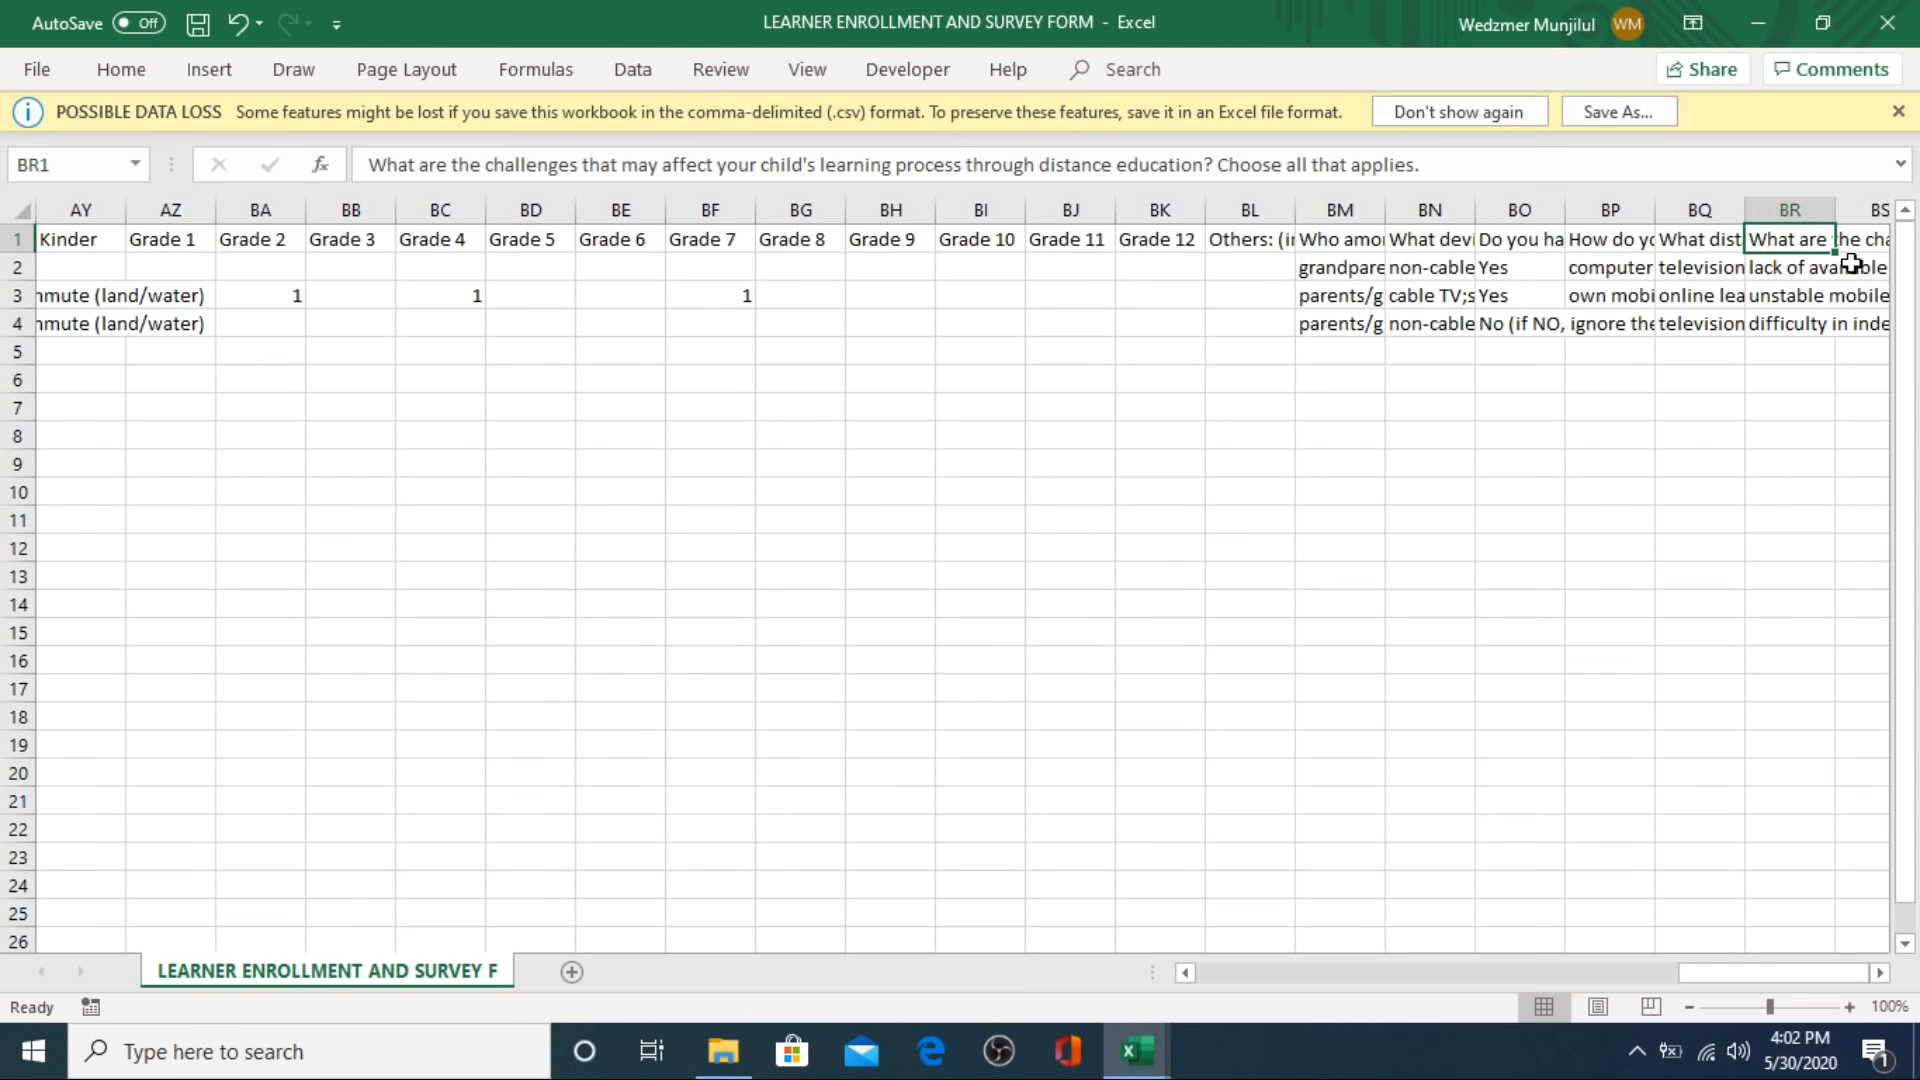 AutoSave Off LEARNER ENROLLMENT AND SURVEY FORM - Excel Wedzmer Munjilul WM
File Home Insert Draw Page Layout Formulas Data Review View Developer Help Search Share Comments
POSSIBLE DATA LOSS Some features might be lost if you save this workbook in the comma-delimited (.csv) format. To preserve these features, save it in an Excel file format. Don't show again Save As...
BR1 fx What are the challenges that may affect your child's learning process through distance education? Choose all that applies.
AY AZ BA BB BC BD BE BF BG BH BI BJ BK BL BM BN BO BP BQ BR BS
1 Kinder Grade 1 Grade 2 Grade 3 Grade 4 Grade 5 Grade 6 Grade 7 Grade 8 Grade 9 Grade 10 Grade 11 Grade 12 Others: (i Who amo What devi Do you ha How do yo What dist What are the cha
2 grandpare non-cable Yes computer television lack of available
3 nmute (land/water) 1 1 1 parents/g cable TV;s Yes own mobi online lea unstable mobile
4 nmute (land/water) parents/g non-cable No (if NO, ignore the television difficulty in inde
5
6
7
8
9
10
11
12
13
14
15
16
17
18
19
20
21
22
23
24
25
26
LEARNER ENROLLMENT AND SURVEY F
Ready 100%
Type here to search 4:02 PM
5/30/2020 1